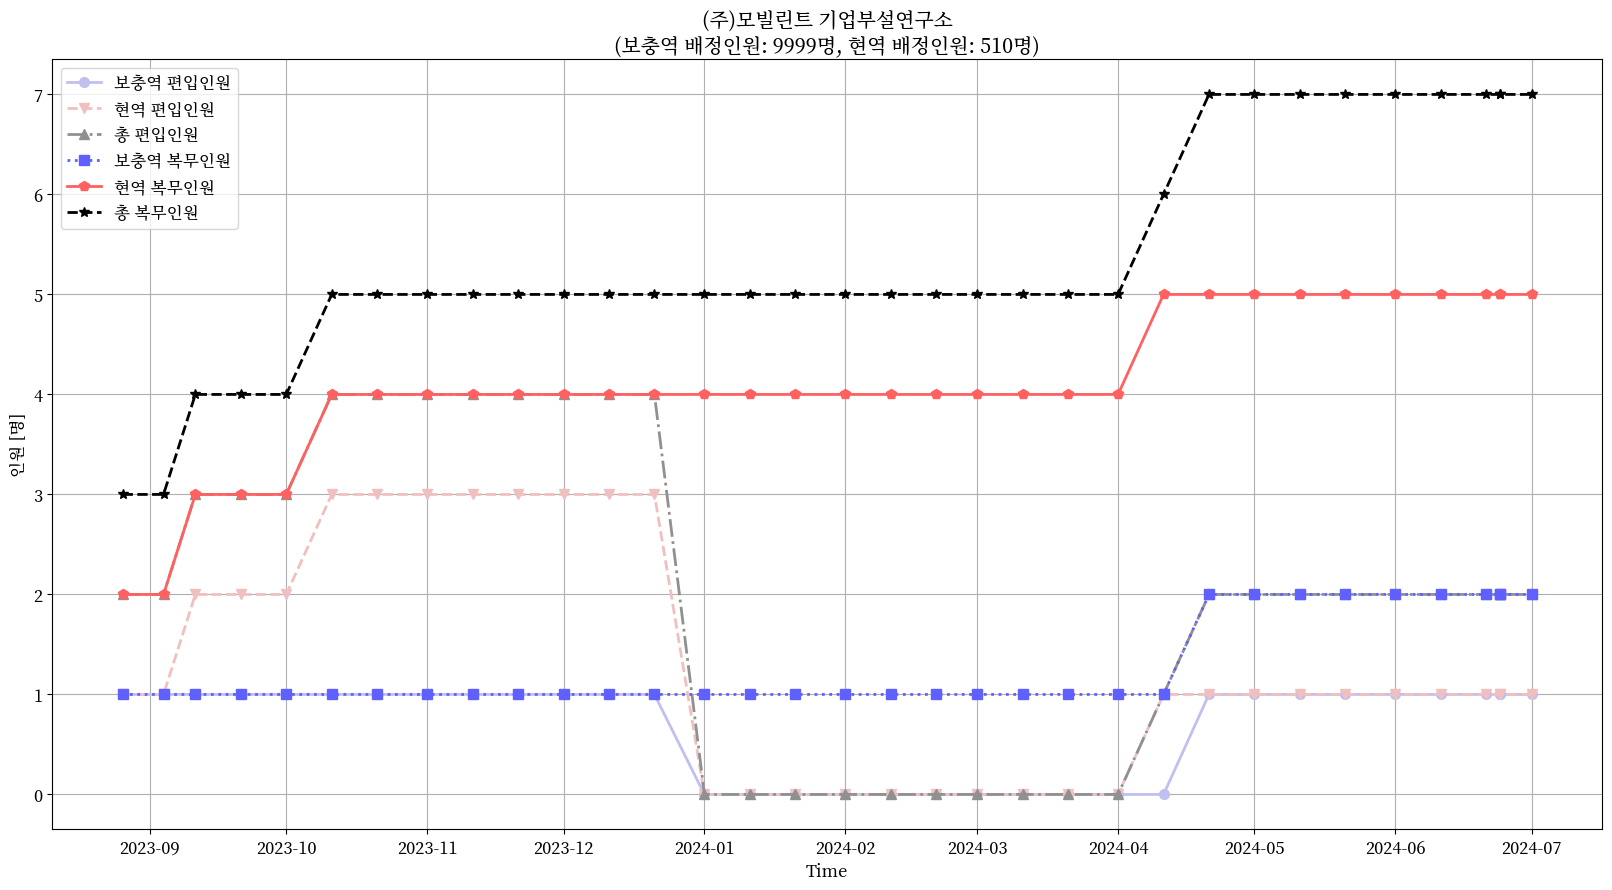 (주)모빌린트 기업부설연구소
(보충역 배정인원: 9999명, 현역 배정인원: 510명)
보충역 편입인원
현역 편입인원
총 편입인원
보충역 복무인원
현역 복무인원
총 복무인원
인원 [명]
7
6
5
4
3
2
1
0
2023-09
2023-10
2023-11
2023-12
2024-01
2024-02
2024-03
2024-04
2024-05
2024-06
2024-07
Time